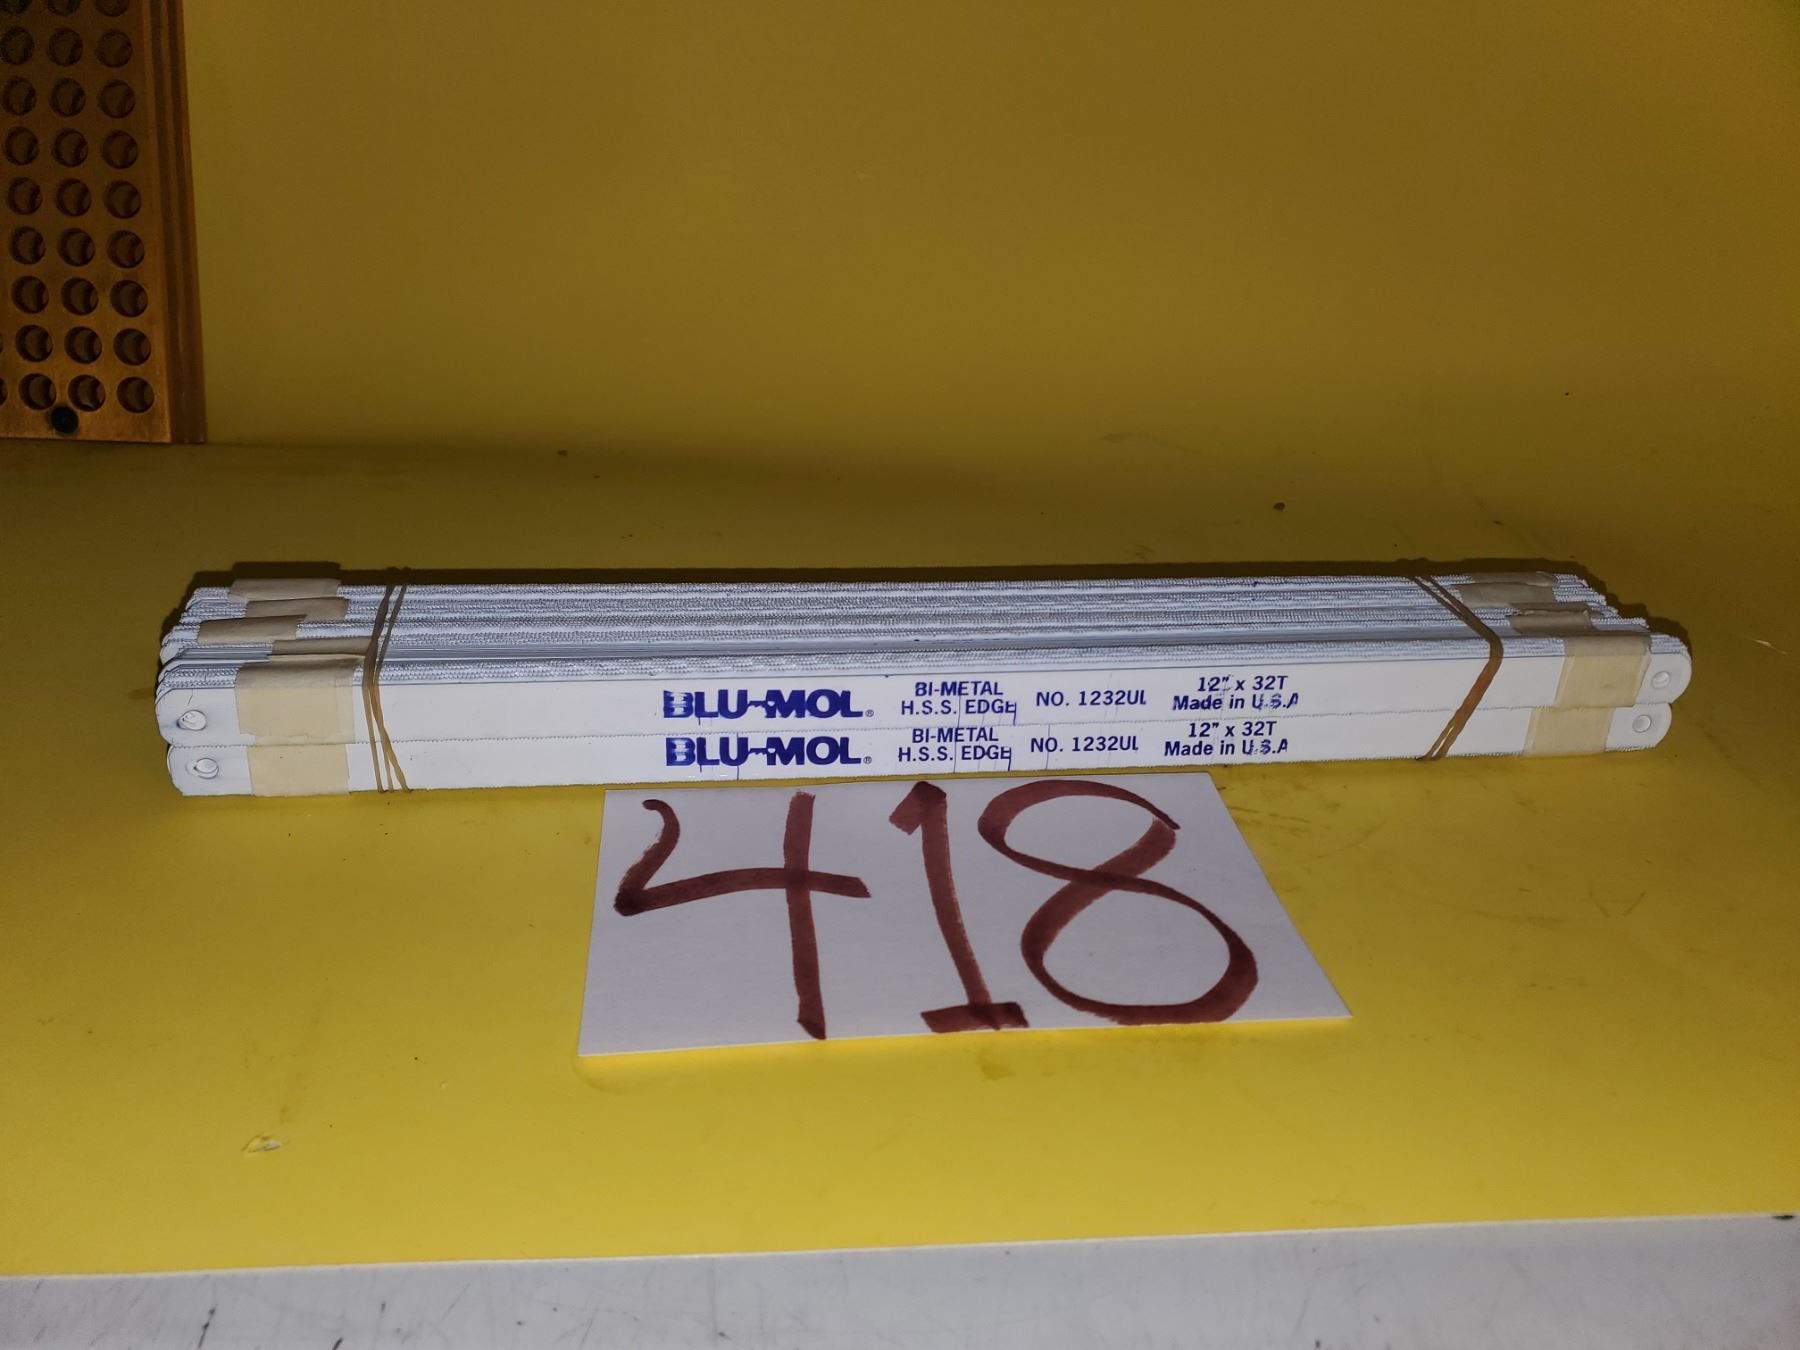 BLU-MOL® BI-METAL H.S.S. EDGE NO. 1232UL 12" x 32T Made in U.S.A
BLU-MOL® BI-METAL H.S.S. EDGE NO. 1232UL 12" x 32T Made in U.S.A
418